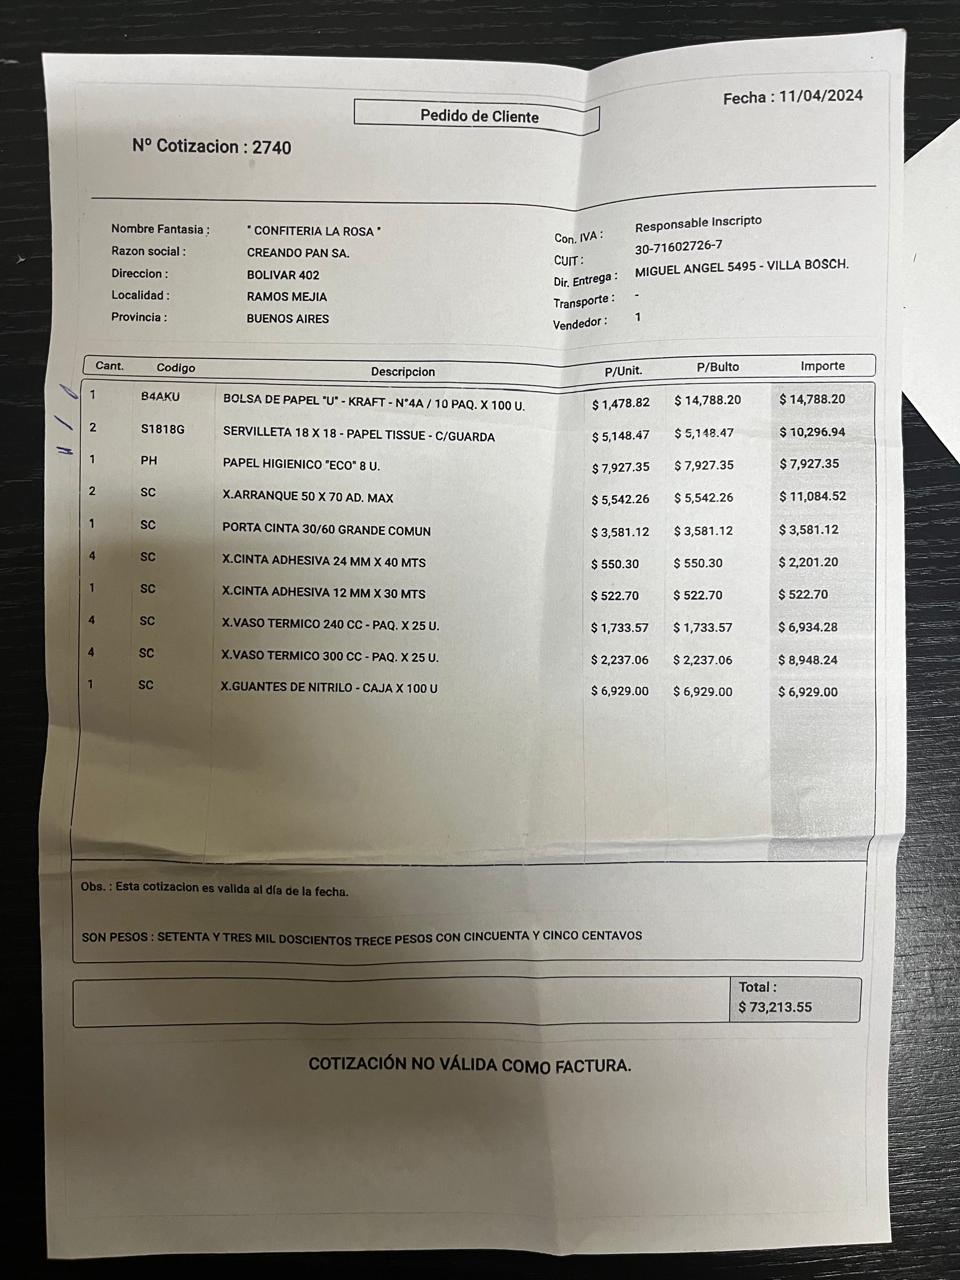 Fecha : 11/04/2024
Pedido de Cliente
Nº Cotizacion : 2740
Nombre Fantasia : " CONFITERIA LA ROSA "
Razon social : CREANDO PAN SA.
Direccion : BOLIVAR 402
Localidad : RAMOS MEJIA
Provincia : BUENOS AIRES
Con. IVA : Responsable Inscripto
CUIT : 30-71602726-7
Dir. Entrega : MIGUEL ANGEL 5495 - VILLA BOSCH.
Transporte : -
Vendedor : 1
Cant. Codigo Descripcion P/Unit. P/Bulto Importe
1 B4AKU BOLSA DE PAPEL "U" - KRAFT - N°4A / 10 PAQ. X 100 U. $ 1,478.82 $ 14,788.20 $ 14,788.20
2 S1818G SERVILLETA 18 X 18 - PAPEL TISSUE - C/GUARDA $ 5,148.47 $ 5,148.47 $ 10,296.94
1 PH PAPEL HIGIENICO "ECO" 8 U. $ 7,927.35 $ 7,927.35 $ 7,927.35
2 SC X.ARRANQUE 50 X 70 AD. MAX $ 5,542.26 $ 5,542.26 $ 11,084.52
1 SC PORTA CINTA 30/60 GRANDE COMUN $ 3,581.12 $ 3,581.12 $ 3,581.12
4 SC X.CINTA ADHESIVA 24 MM X 40 MTS $ 550.30 $ 550.30 $ 2,201.20
1 SC X.CINTA ADHESIVA 12 MM X 30 MTS $ 522.70 $ 522.70 $ 522.70
4 SC X.VASO TERMICO 240 CC - PAQ. X 25 U. $ 1,733.57 $ 1,733.57 $ 6,934.28
4 SC X.VASO TERMICO 300 CC - PAQ. X 25 U. $ 2,237.06 $ 2,237.06 $ 8,948.24
1 SC X.GUANTES DE NITRILO - CAJA X 100 U $ 6,929.00 $ 6,929.00 $ 6,929.00
Obs. : Esta cotizacion es valida al día de la fecha.
SON PESOS : SETENTA Y TRES MIL DOSCIENTOS TRECE PESOS CON CINCUENTA Y CINCO CENTAVOS
Total :
$ 73,213.55
COTIZACIÓN NO VÁLIDA COMO FACTURA.